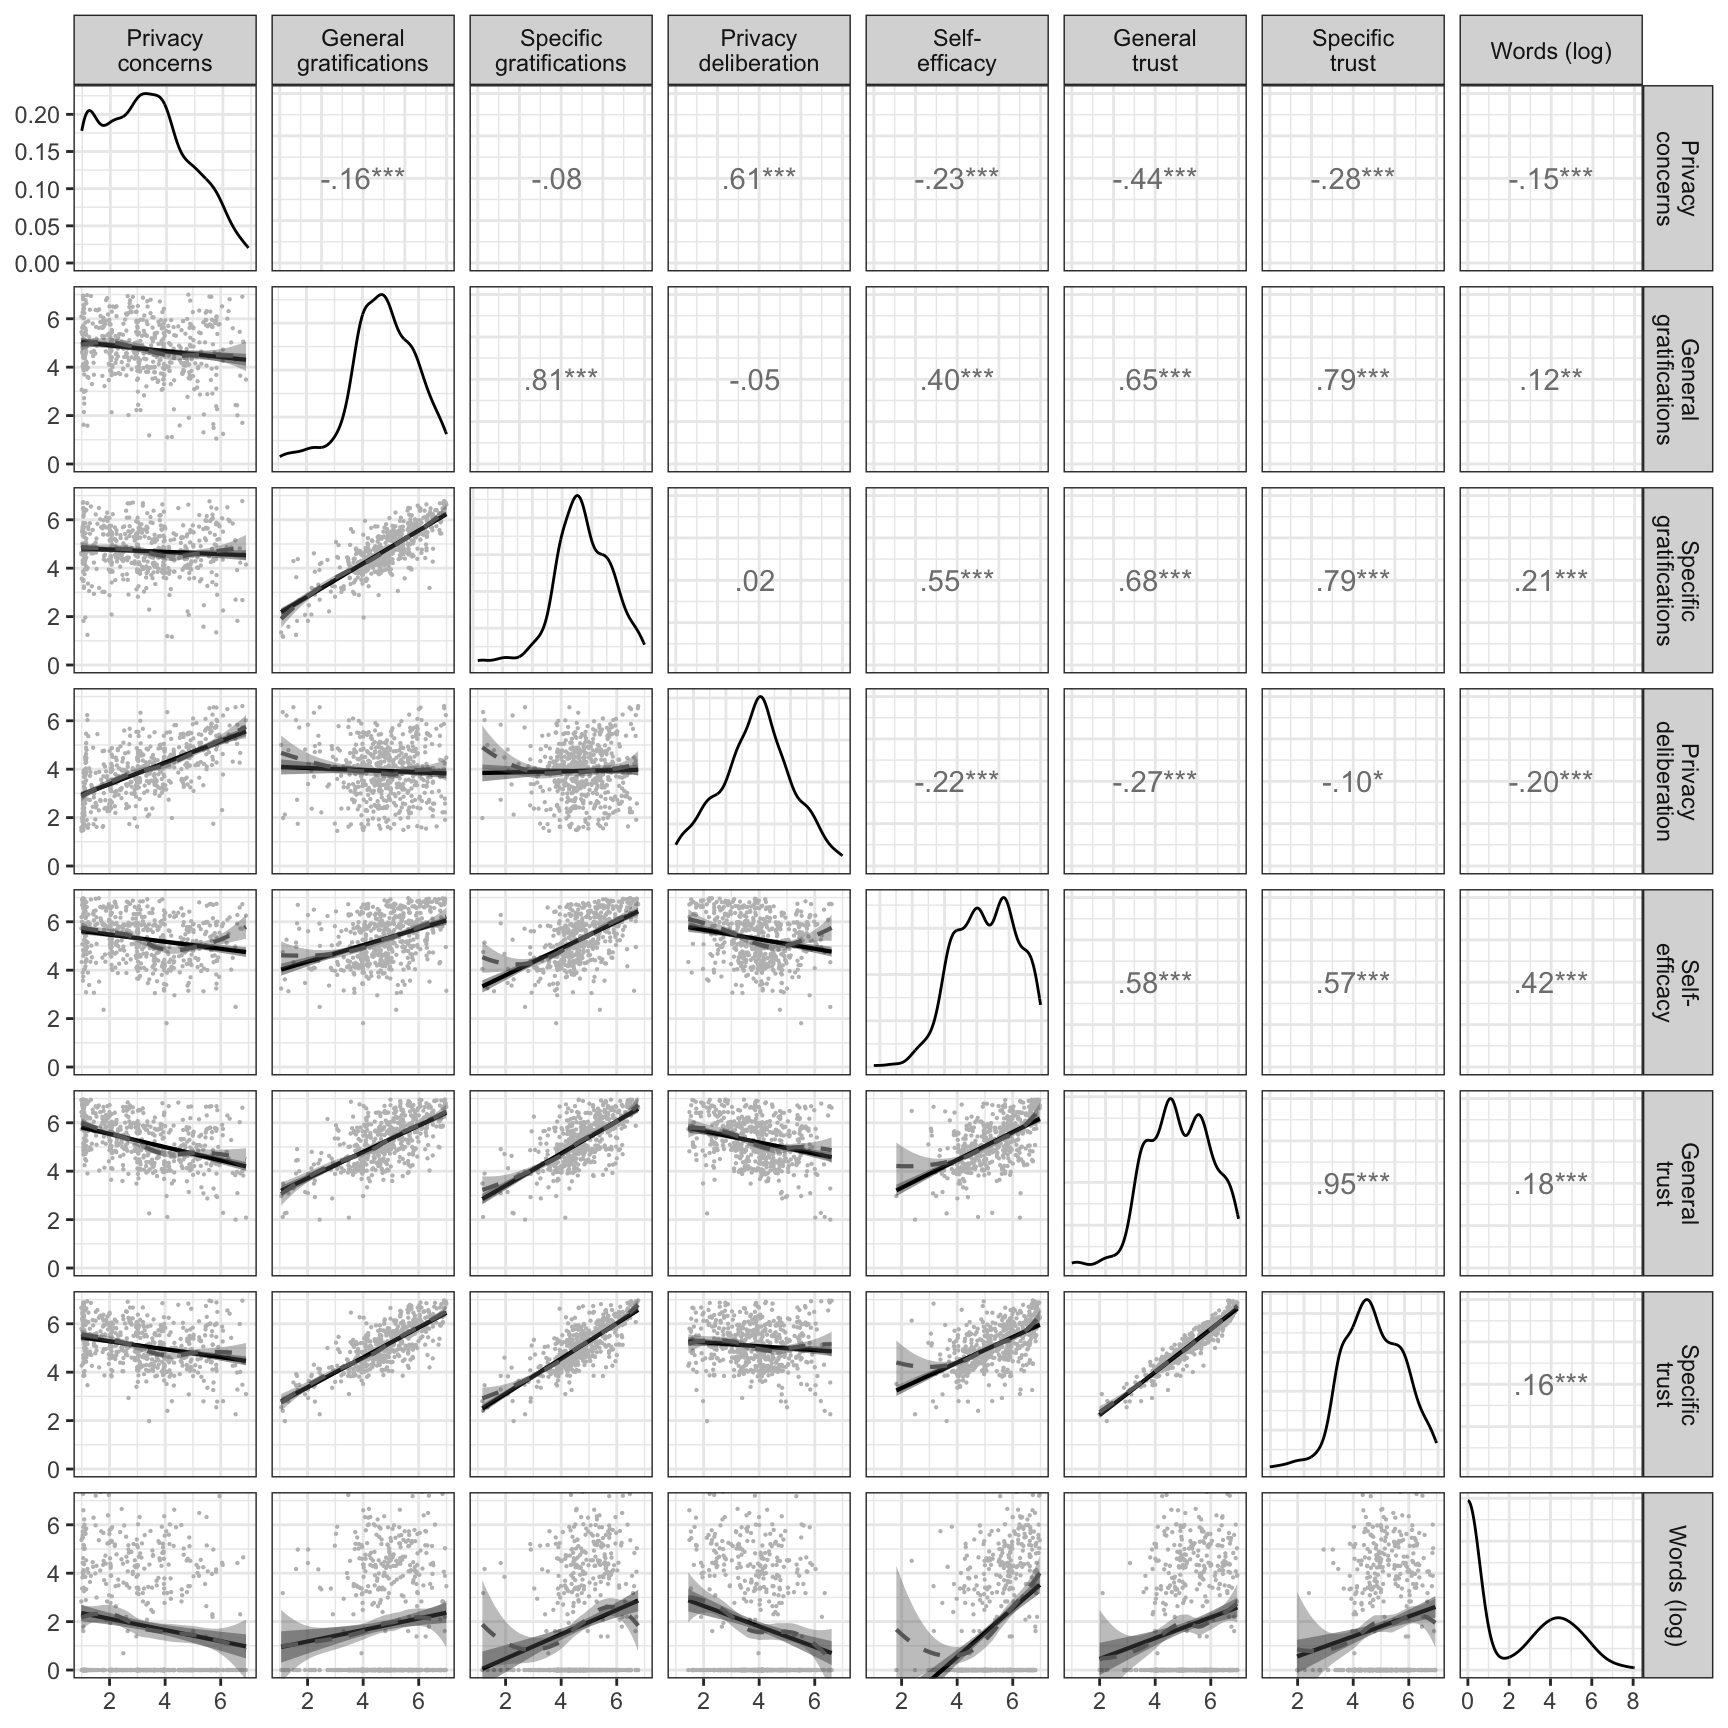 Privacy
concerns
General
gratifications
Specific
gratifications
Privacy
deliberation
Self-
efficacy
General
trust
Specific
trust
Words (log)
0.20
0.15
0.10
0.05
0.00
-.16***
-.08
.61***
-.23***
-.44***
-.28***
-.15***
Privacy
concerns
6
4
2
0
.81***
-.05
.40***
.65***
.79***
.12**
General
gratifications
6
4
2
0
.02
.55***
.68***
.79***
.21***
Specific
gratifications
6
4
2
0
-.22***
-.27***
-.10*
-.20***
Privacy
deliberation
6
4
2
0
.58***
.57***
.42***
Self-
efficacy
6
4
2
0
.95***
.18***
General
trust
6
4
2
0
.16***
Specific
trust
6
4
2
0
Words (log)
2 4 6
2 4 6
2 4 6
2 4 6
2 4 6
2 4 6
2 4 6
0 2 4 6 8